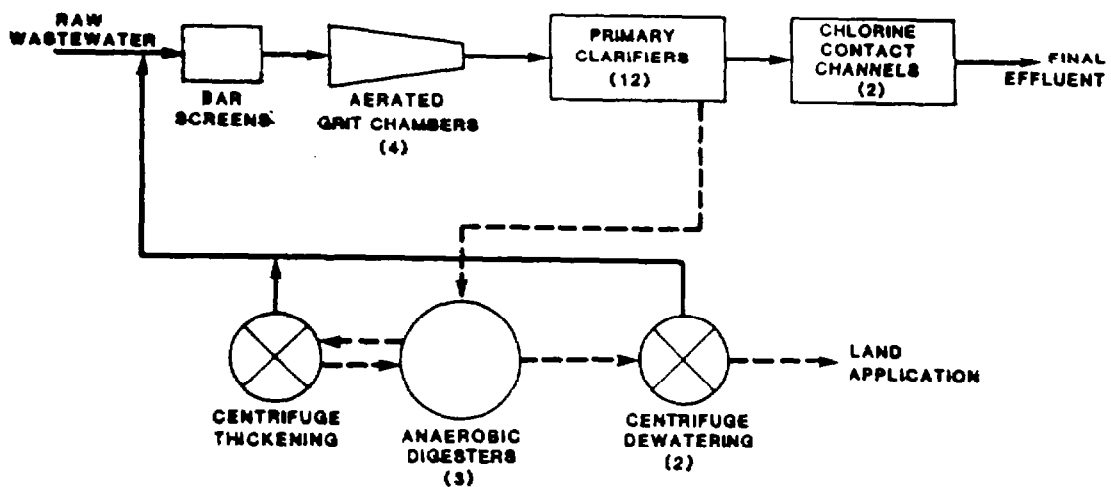 RAW
WASTEWATER
BAR
SCREENS
AERATED
GRIT CHAMBERS
(4)
PRIMARY
CLARIFIERS
(12)
CHLORINE
CONTACT
CHANNELS
(2)
FINAL
EFFLUENT
CENTRIFUGE
THICKENING
ANAEROBIC
DIGESTERS
(3)
CENTRIFUGE
DEWATERING
(2)
LAND
APPLICATION